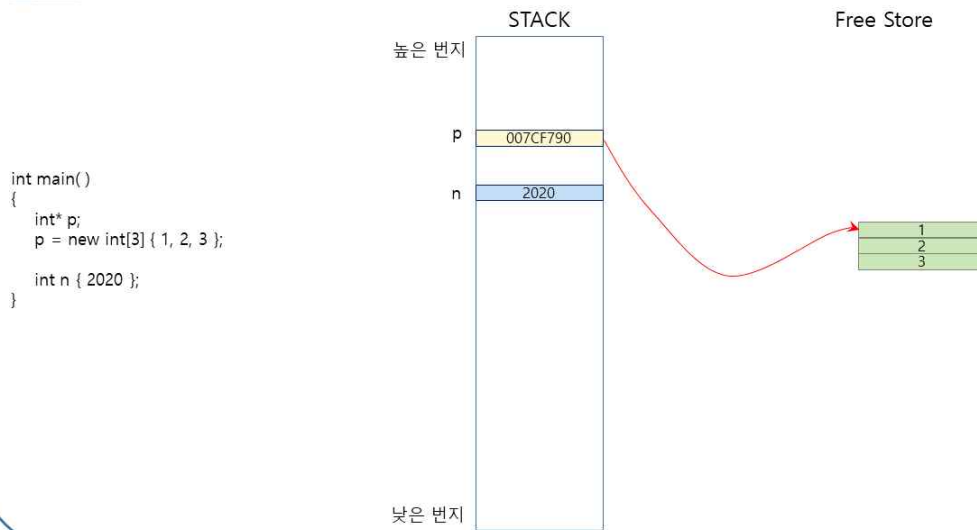 STACK
Free Store
높은 번지
p
007CF790
n
2020
int main( )
{
int* p;
p = new int[3] { 1, 2, 3 };
int n { 2020 };
}
1
2
3
낮은 번지